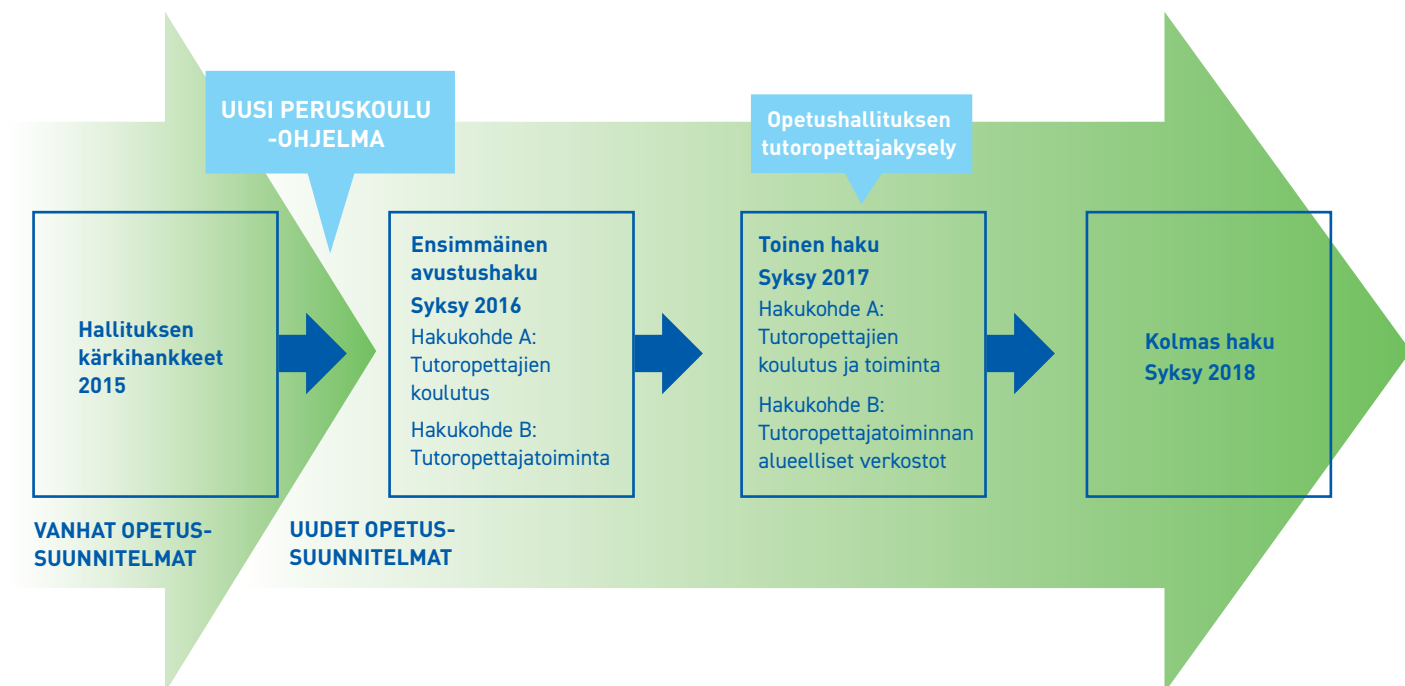 UUSI PERUSKOULU
-OHJELMA
Opetushallituksen
tutoropettajakysely
Hallituksen
kärkihankkeet
2015
Ensimmäinen
avustushaku
Syksy 2016
Hakukohde A:
Tutoropettajien
koulutus
Hakukohde B:
Tutoropettajatoiminta
Toinen haku
Syksy 2017
Hakukohde A:
Tutoropettajien
koulutus ja toiminta
Hakukohde B:
Tutoropettajatoiminnan
alueelliset verkostot
Kolmas haku
Syksy 2018
VANHAT OPETUS-
SUUNNITELMAT
UUDET OPETUS-
SUUNNITELMAT